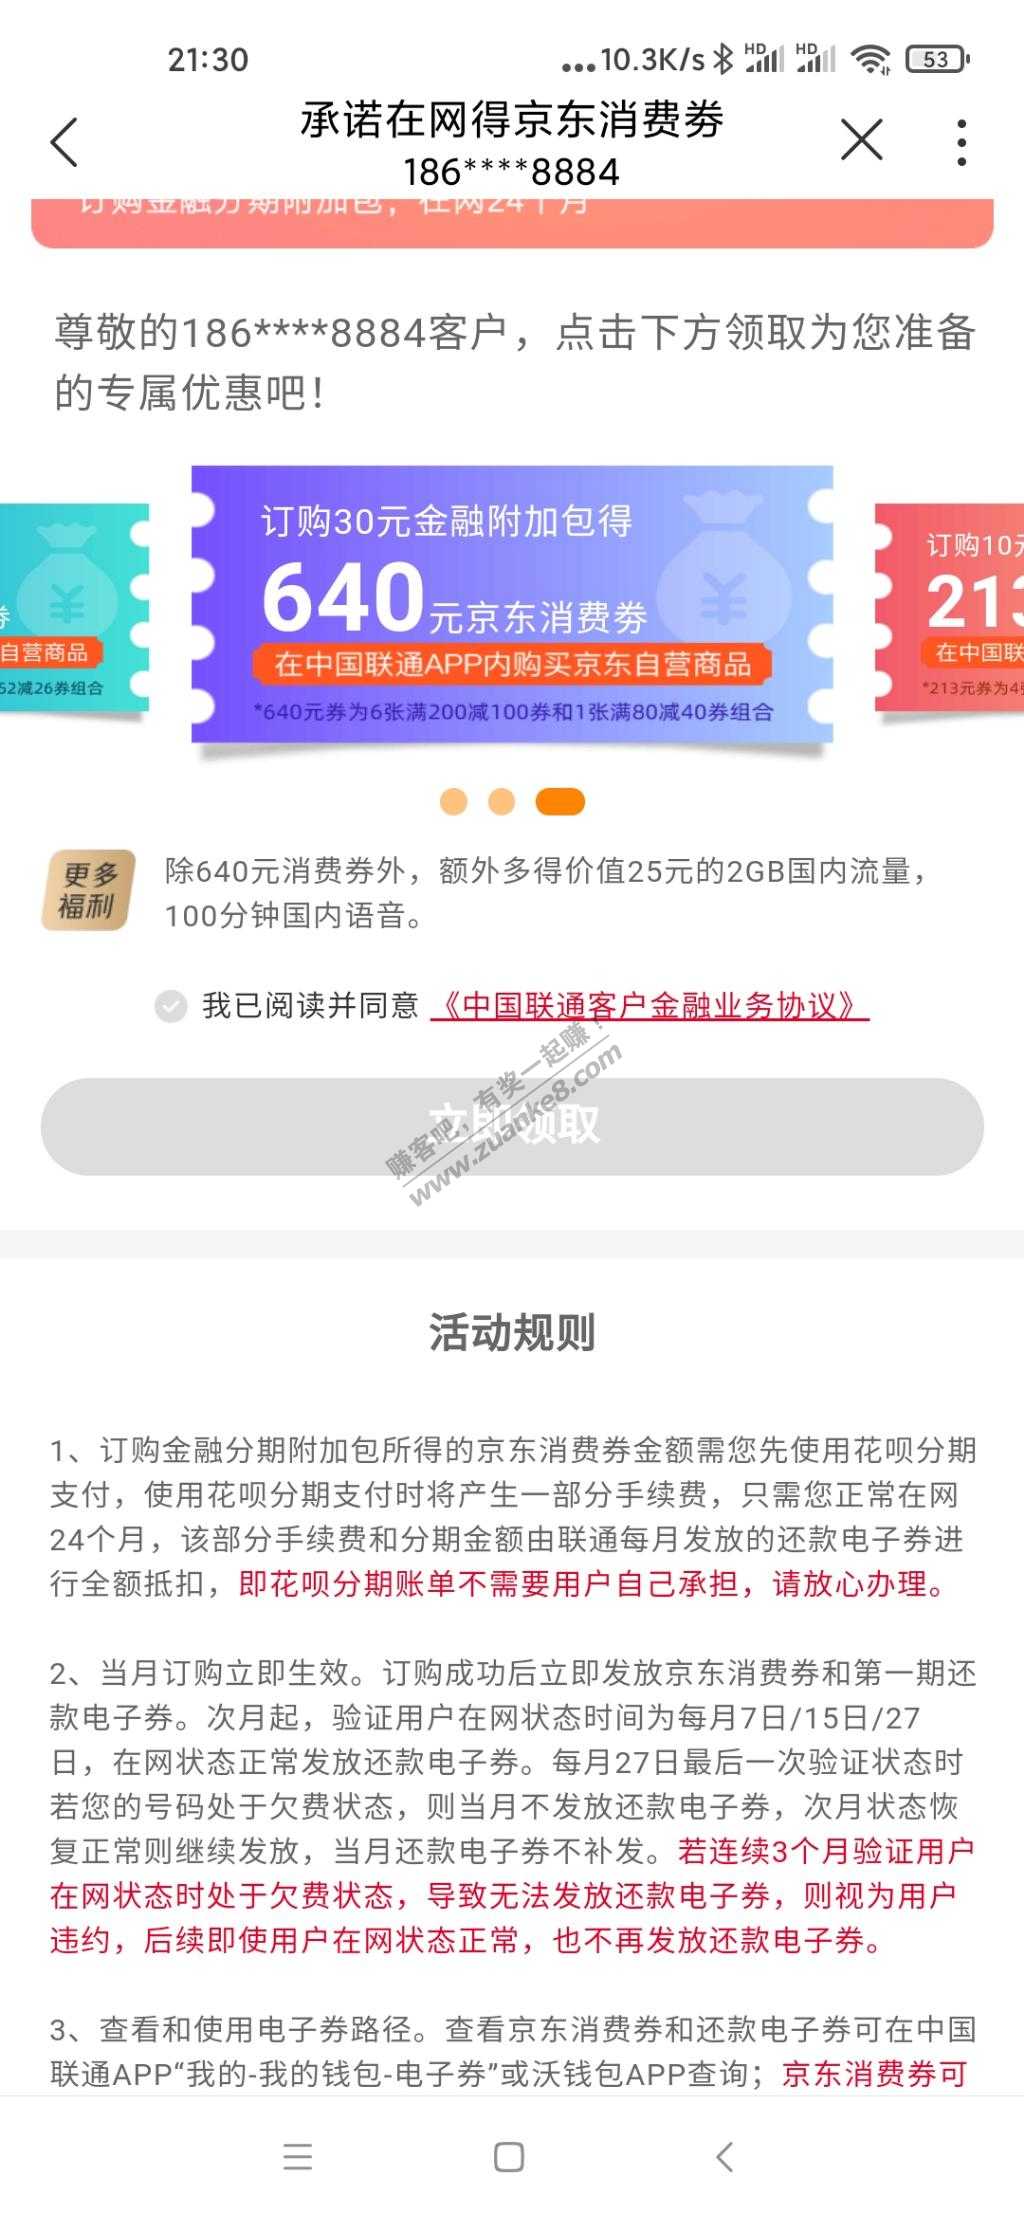 21:30
...10.3K/s HD HD 53
承诺在网得京东消费券
186****8884
订购金融分期附加包，在网24个月
尊敬的186****8884客户，点击下方领取为您准备
的专属优惠吧！
订购30元金融附加包得
640元京东消费券
在中国联通APP内购买京东自营商品
*640元券为6张满200减100券和1张满80减40券组合
券
自营商品
52减26券组合
订购10元
213
在中国联
*213元券为4张
更多
福利
除640元消费券外，额外多得价值25元的2GB国内流量，
100分钟国内语音。
我已阅读并同意 《中国联通客户金融业务协议》
立即领取
赚客吧，有奖一起赚！
www.zuanke8.com
活动规则
1、订购金融分期附加包所得的京东消费券金额需您先使用花呗分期
支付，使用花呗分期支付时将产生一部分手续费，只需您正常在网
24个月，该部分手续费和分期金额由联通每月发放的还款电子券进
行全额抵扣，即花呗分期账单不需要用户自己承担，请放心办理。
2、当月订购立即生效。订购成功后立即发放京东消费券和第一期还
款电子券。次月起，验证用户在网状态时间为每月7日/15日/27
日，在网状态正常发放还款电子券。每月27日最后一次验证状态时
若您的号码处于欠费状态，则当月不发放还款电子券，次月状态恢
复正常则继续发放，当月还款电子券不补发。若连续3个月验证用户
在网状态时处于欠费状态，导致无法发放还款电子券，则视为用户
违约，后续即使用户在网状态正常，也不再发放还款电子券。
3、查看和使用电子券路径。查看京东消费券和还款电子券可在中国
联通APP“我的-我的钱包-电子券”或沃钱包APP查询；京东消费券可